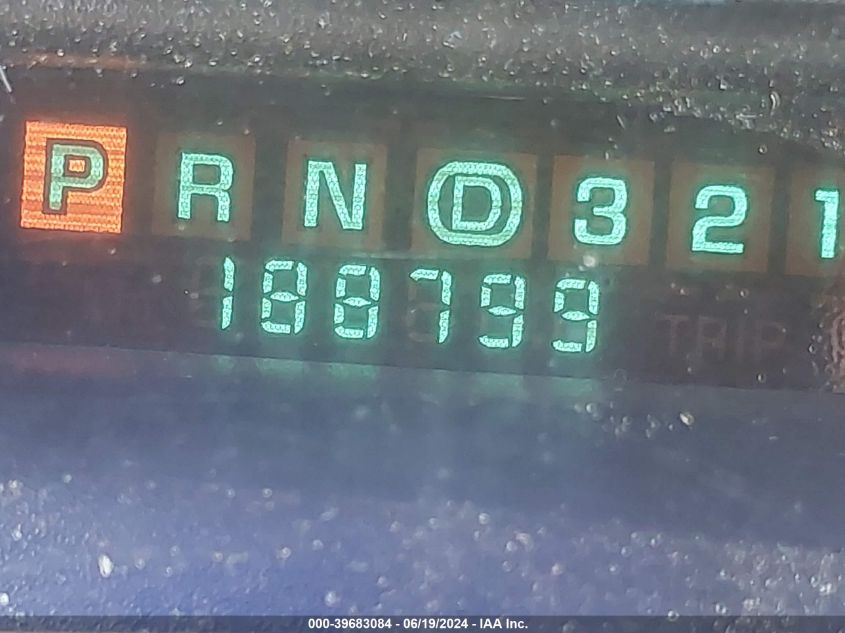 P R N D 3 2 1
188799
TRIP
000-39683084 - 06/19/2024 - IAA Inc.